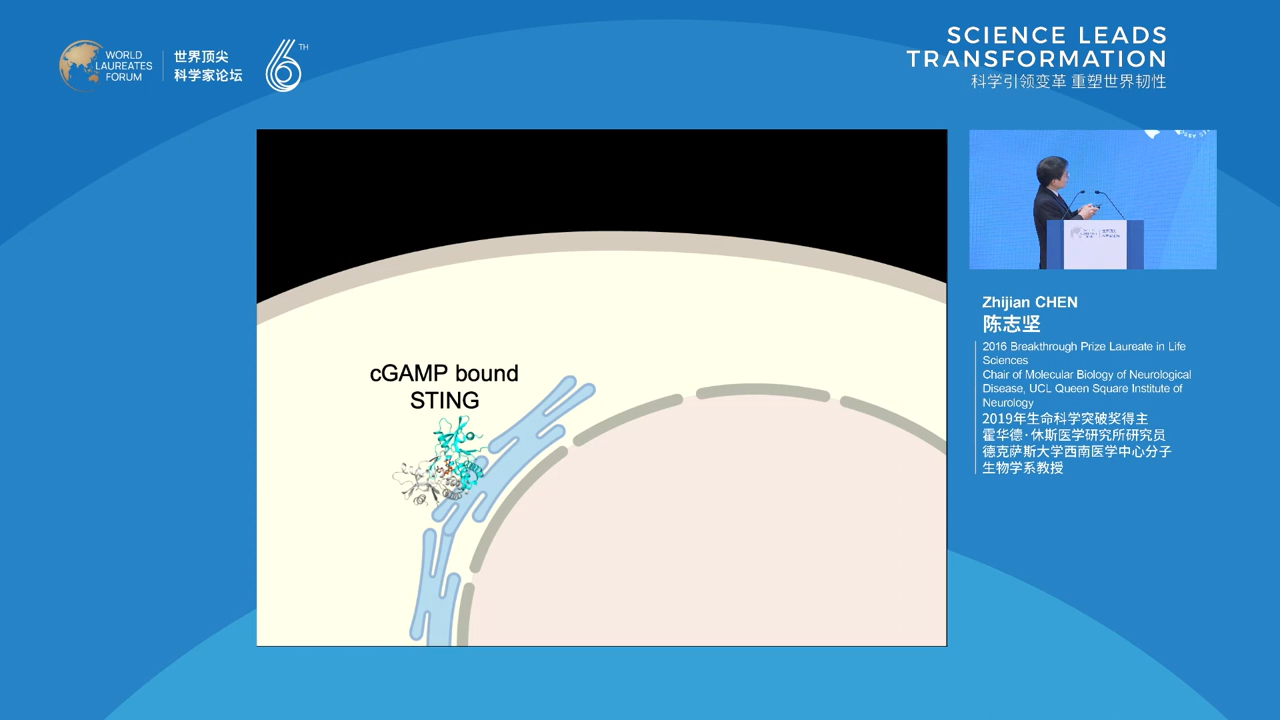 WORLD
LAUREATES
FORUM
世界顶尖
科学家论坛
6TH
SCIENCE LEADS
TRANSFORMATION
科学引领变革 重塑世界韧性
cGAMP bound
STING
Zhijian CHEN
陈志坚
2016 Breakthrough Prize Laureate in Life
Sciences
Chair of Molecular Biology of Neurological
Disease, UCL Queen Square Institute of
Neurology
2019年生命科学突破奖得主
霍华德·休斯医学研究所研究员
德克萨斯大学西南医学中心分子
生物学系教授